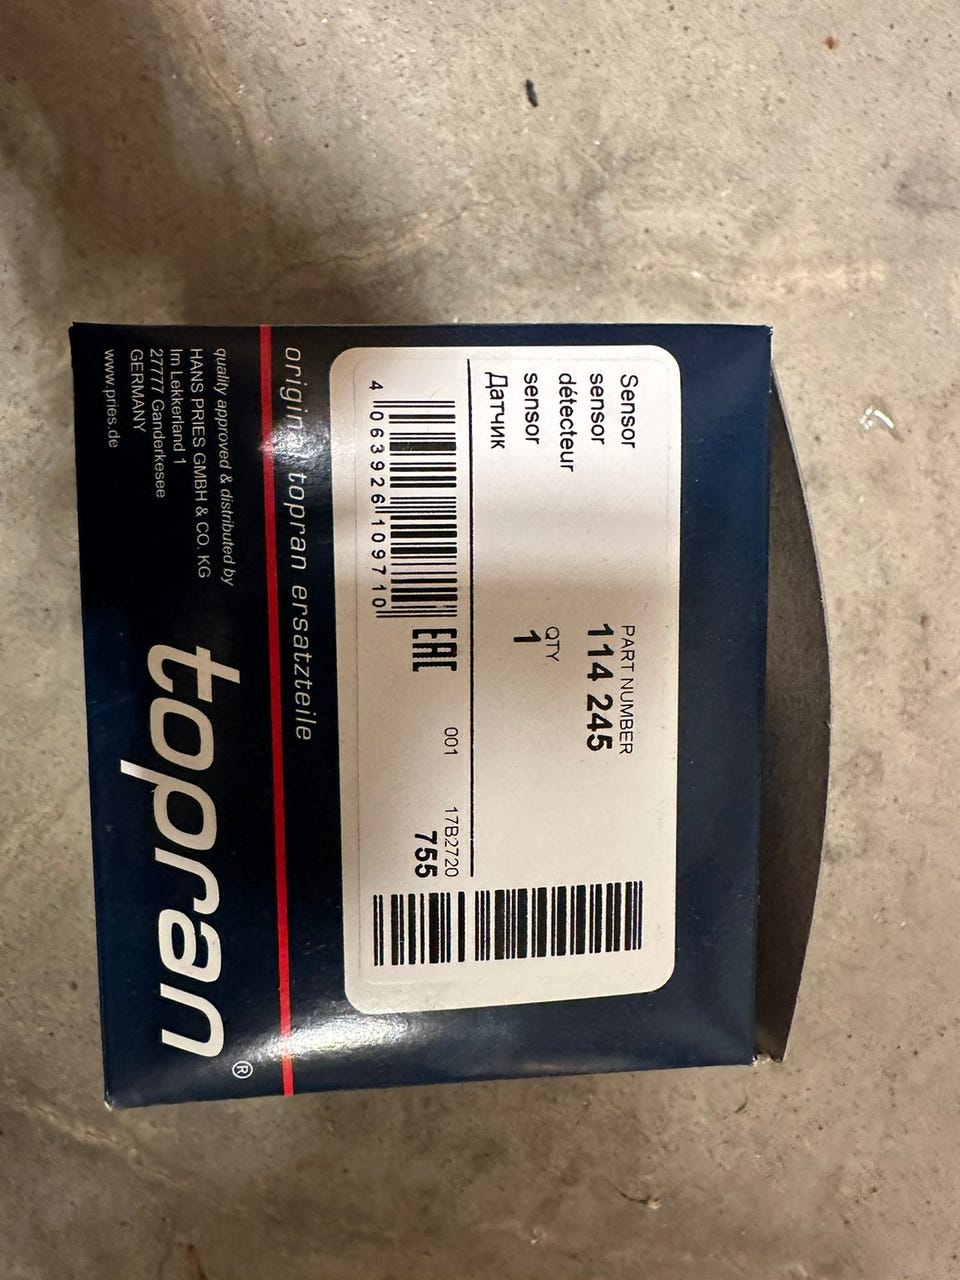 Sensor
sensor
détecteur
sensor
Датчик
PART NUMBER
114 245
QTY.
1
4 063926 109710
EAC
001
17B2720
755
original topran ersatzteile
quality approved & distributed by
HANS PRIES GMBH & CO. KG
Im Lekkerland 1
27777 Ganderkesee
GERMANY
www.pries.de
topran®